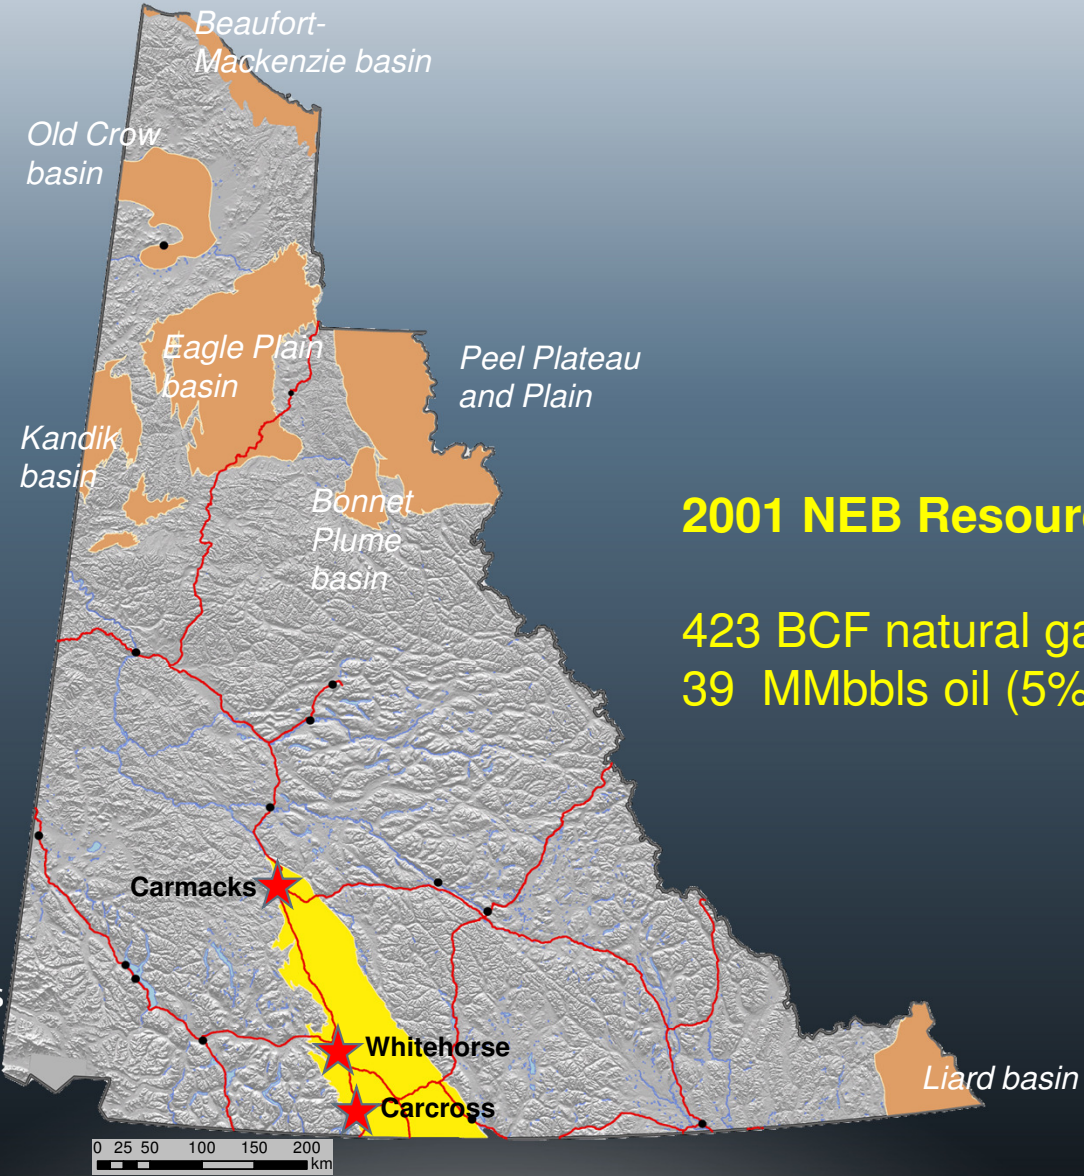 Beaufort-
Mackenzie basin
Old Crow
basin
Eagle Plain
basin
Peel Plateau
and Plain
Kandik
basin
Bonnet
Plume
basin
2001 NEB
423 BCF natural
39 MMbbls oil (5%
Carmacks
Whitehorse
Carcross
Liard basin
0 25 50 100 150 200
km